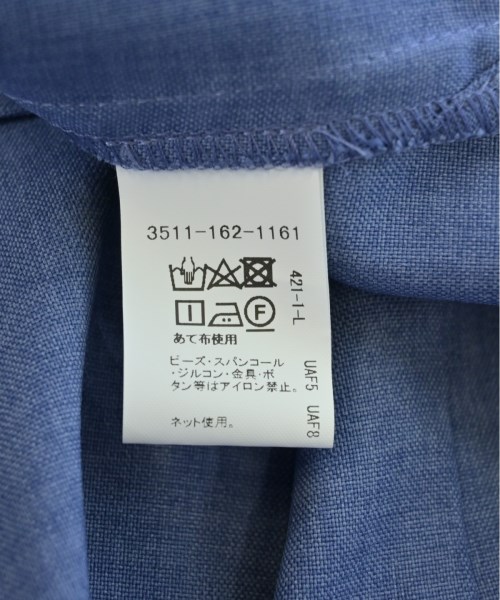 3511-162-1161
F
あて布使用
ビーズ・スパンコール
・ジルコン・金具・ボ
タン等はアイロン禁止。
ネット使用。
421-1-L
UAF5 UAF8